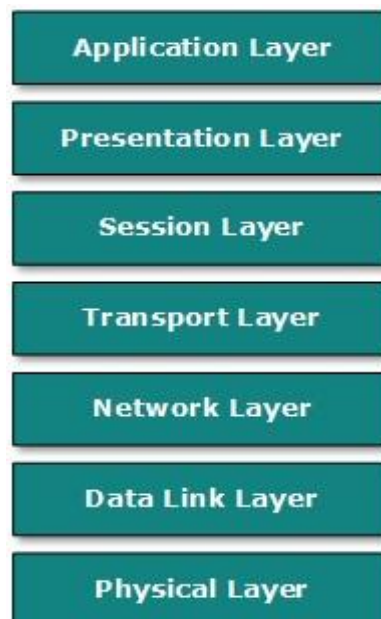 Application Layer
Presentation Layer
Session Layer
Transport Layer
Network Layer
Data Link Layer
Physical Layer